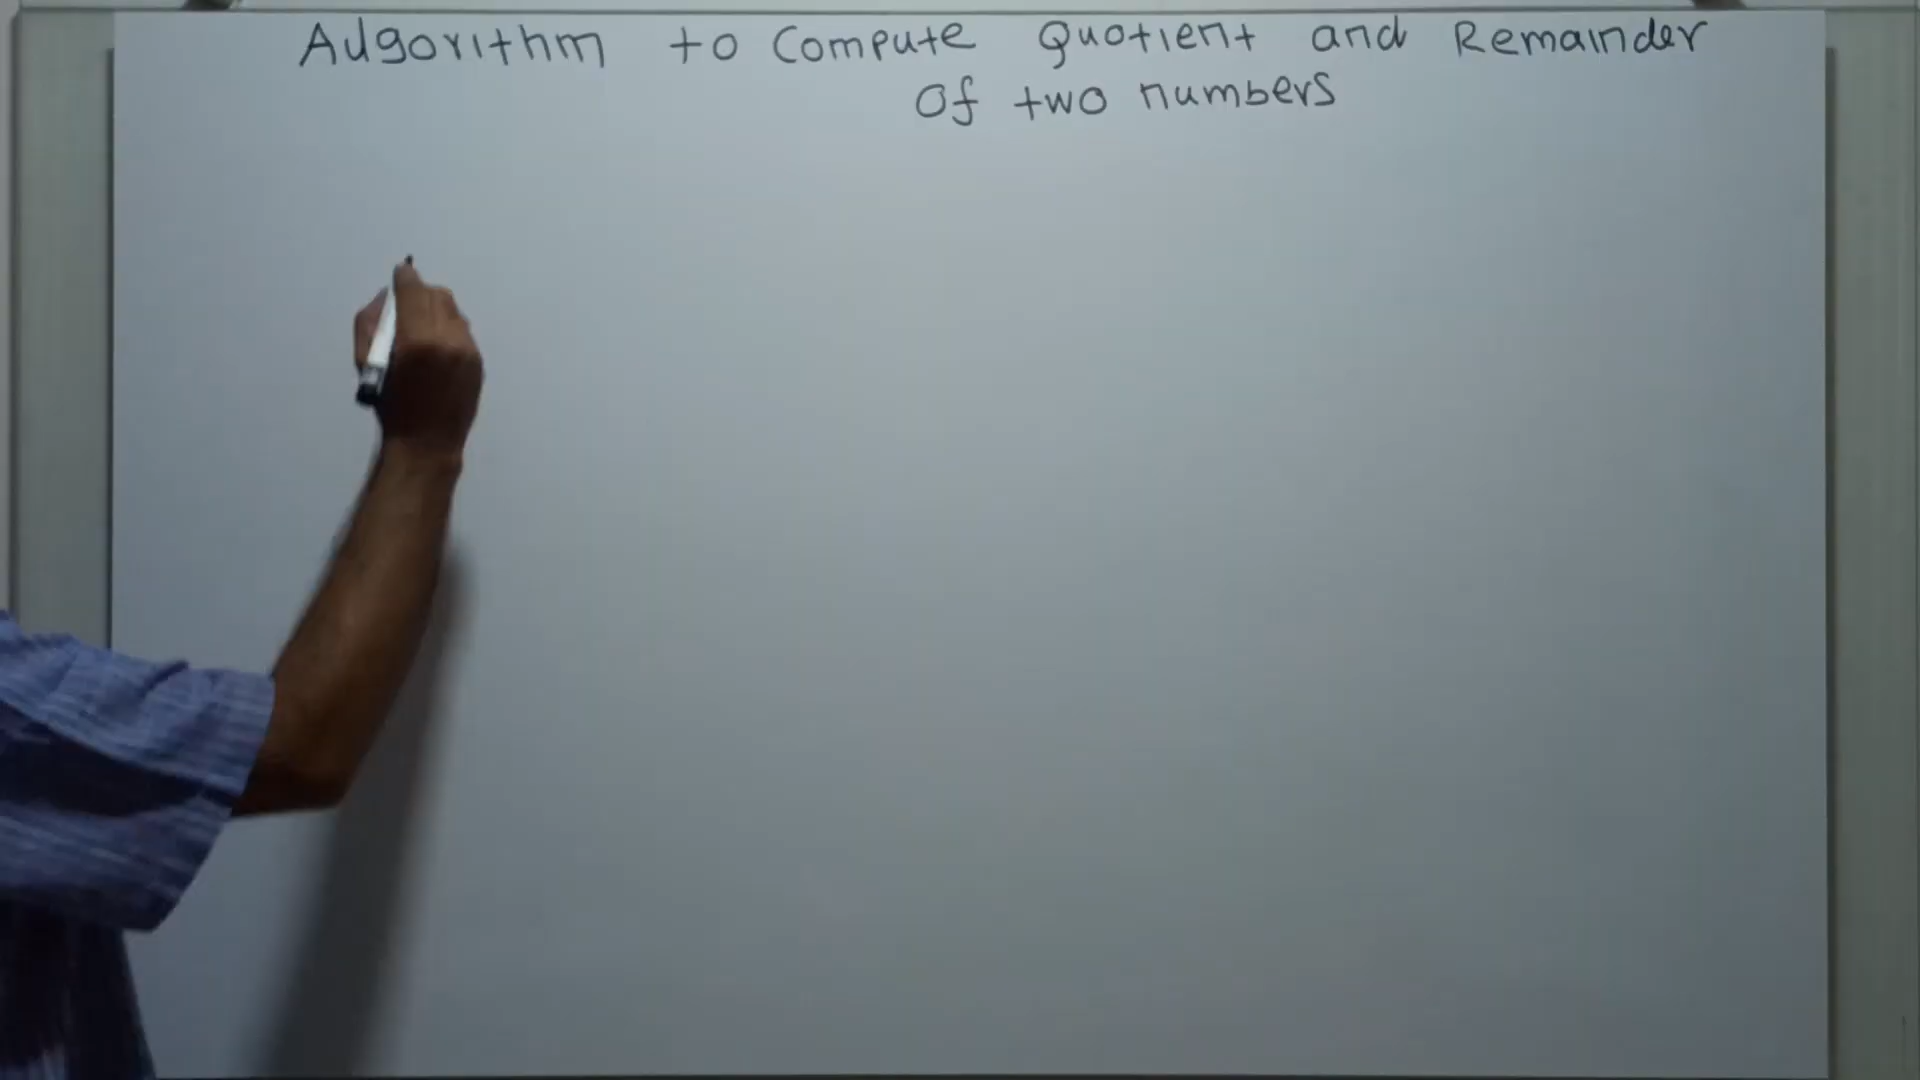 Algorithm to Compute Quotient and Remainder
Of two numbers